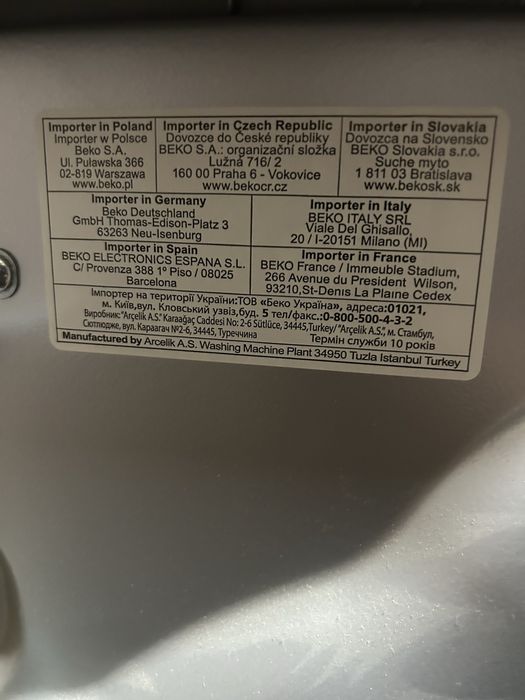 Importer in Poland
Importer w Polsce
Beko S.A.
Ul. Pulawska 366
02-819 Warszawa
www.beko.pl
Importer in Czech Republic
Dovozce do České republiky
BEKO S.A.: organizační složka
Lužná 716/ 2
160 00 Praha 6 - Vokovice
www.bekocr.cz
Importer in Slovakia
Dovozca na Slovensko
BEKO Slovakia s.r.o.
Suche myto
1 811 03 Bratislava
www.bekosk.sk
Importer in Germany
Beko Deutschland
GmbH Thomas-Edison-Platz 3
63263 Neu-Isenburg
Importer in Italy
BEKO ITALY SRL
Viale Del Ghisallo,
20 / I-20151 Milano (MI)
Importer in Spain
BEKO ELECTRONICS ESPANA S.L.
C/ Provenza 388 1º Piso / 08025
Barcelona
Importer in France
BEKO France / Immeuble Stadium,
266 Avenue du President Wilson,
93210,St-Denis La Plaine Cedex
Імпортер на території України:ТОВ «Беко Україна», адреса:01021,
м. Київ,вул. Кловський узвіз,буд. 5 тел/факс.:0-800-500-4-3-2
Виробник: "Arçelik A.S." Karaağaç Caddesi No: 2-6 Sütlüce, 34445,Turkey/ "Arçelik A.S.", м. Стамбул,
Сютлюдже, вул. Караагач №2-6, 34445, Туреччина Термін служби 10 років
Manufactured by Arcelik A.S. Washing Machine Plant 34950 Tuzla Istanbul Turkey